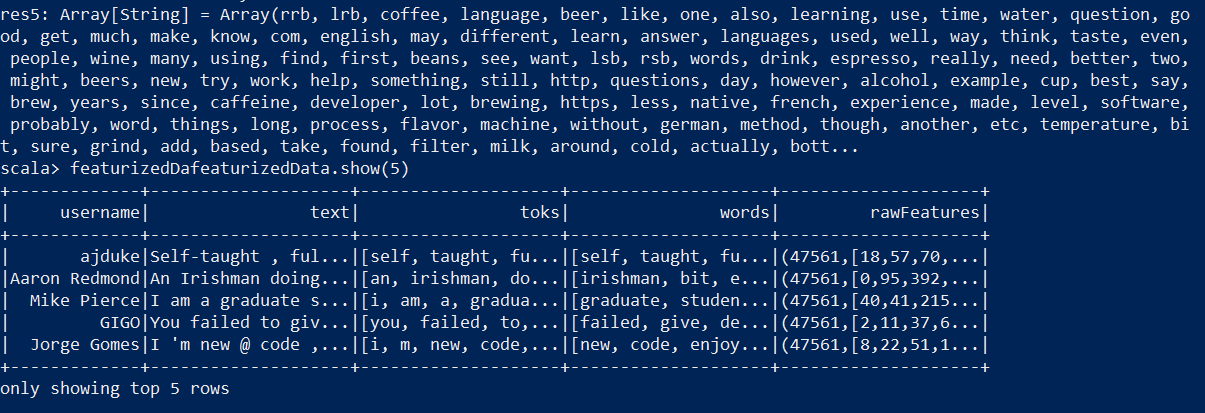 res5: Array[String] = Array(rrb, lrb, coffee, language, beer, like, one, also, learning, use, time, water, question, go
od, get, much, make, know, com, english, may, different, learn, answer, languages, used, well, way, think, taste, even,
 people, wine, many, using, find, first, beans, see, want, lsb, rsb, words, drink, espresso, really, need, better, two,
 might, beers, new, try, work, help, something, still, http, questions, day, however, alcohol, example, cup, best, say,
 brew, years, since, caffeine, developer, lot, brewing, https, less, native, french, experience, made, level, software,
 probably, word, things, long, process, flavor, machine, without, german, method, though, another, etc, temperature, bi
t, sure, grind, add, based, take, found, filter, milk, around, cold, actually, bott...
scala> featurizedDafeaturizedData.show(5)
+-------------+--------------------+--------------------+--------------------+--------------------+
|     username|                text|                toks|               words|         rawFeatures|
+-------------+--------------------+--------------------+--------------------+--------------------+
|       ajduke|Self-taught , ful...|[self, taught, fu...|[self, taught, fu...|(47561,[18,57,70,...|
|Aaron Redmond|An Irishman doing...|[an, irishman, do...|[irishman, bit, e...|(47561,[0,95,392,...|
|  Mike Pierce|I am a graduate s...|[i, am, a, gradua...|[graduate, studen...|(47561,[40,41,215...|
|         GIGO|You failed to giv...|[you, failed, to,...|[failed, give, de...|(47561,[2,11,37,6...|
|  Jorge Gomes|I 'm new @ code ,...|[i, m, new, code,...|[new, code, enjoy...|(47561,[8,22,51,1...|
+-------------+--------------------+--------------------+--------------------+--------------------+
only showing top 5 rows